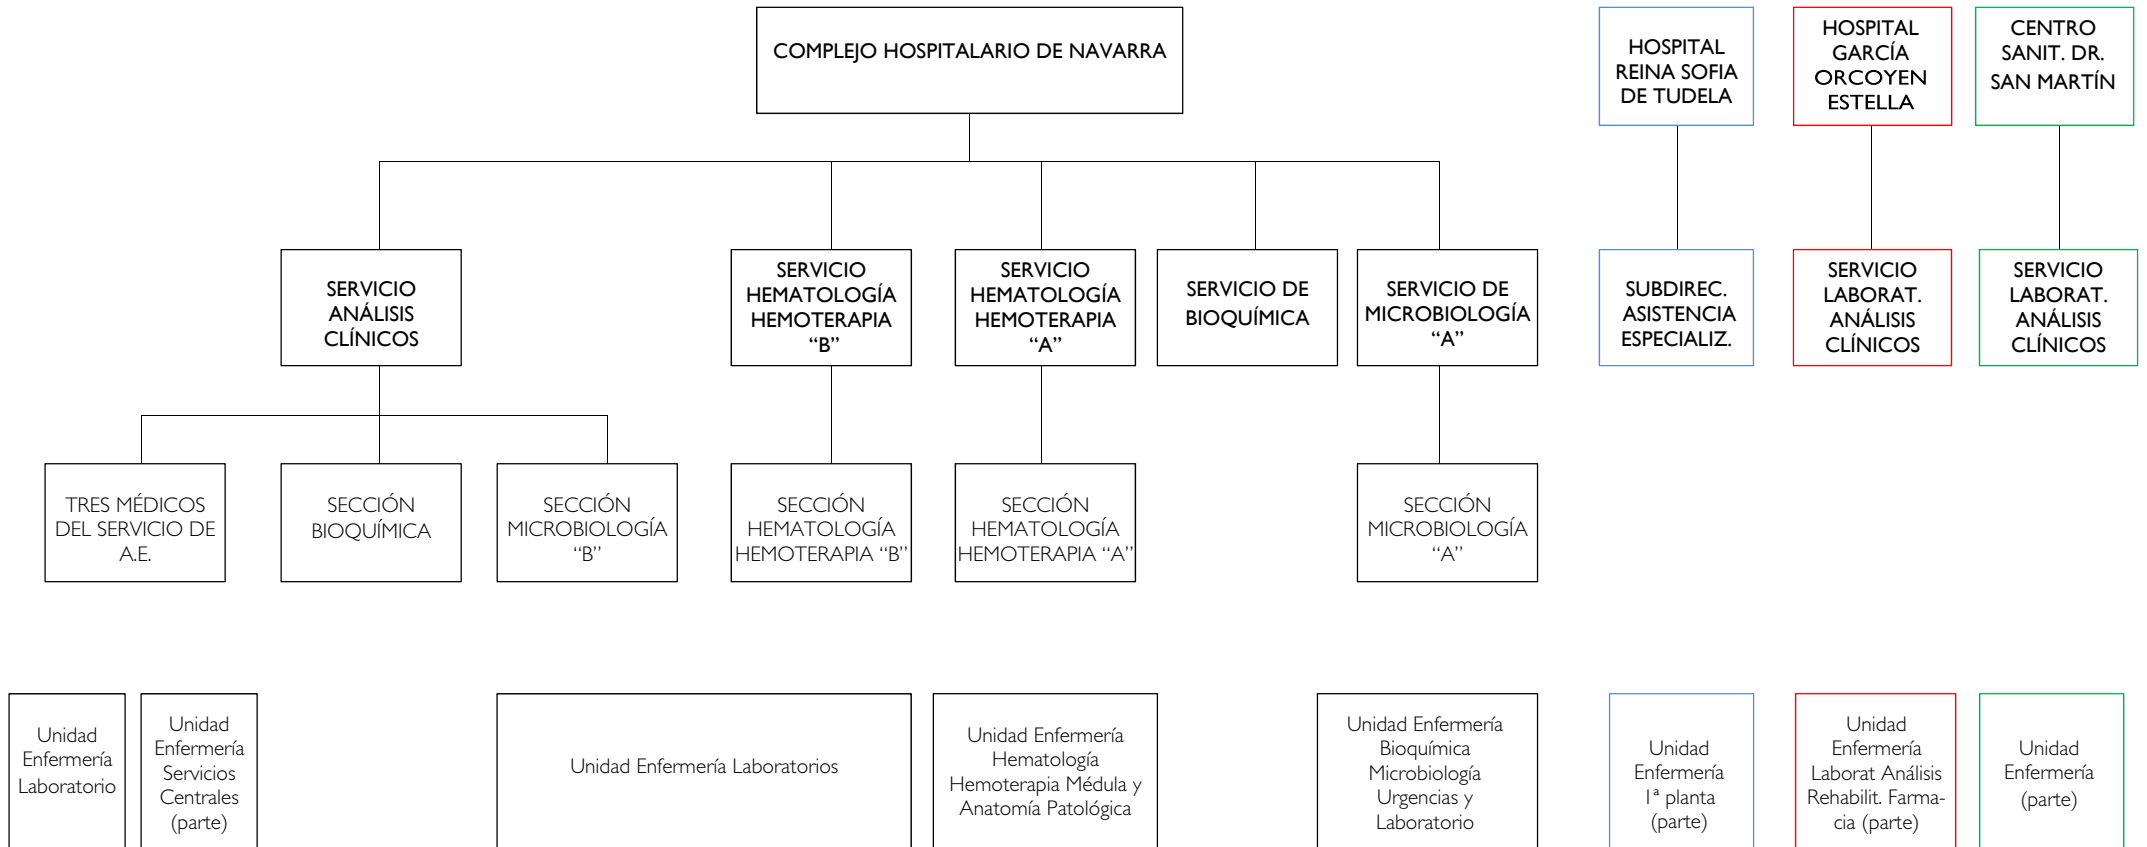 COMPLEJO HOSPITALARIO DE NAVARRA
HOSPITAL
REINA SOFIA
DE TUDELA
HOSPITAL
GARCÍA
ORCOYEN
ESTELLA
CENTRO
SANIT. DR.
SAN MARTÍN
SERVICIO
ANÁLISIS
CLÍNICOS
SERVICIO
HEMATOLOGÍA
HEMOTERAPIA
“B”
SERVICIO
HEMATOLOGÍA
HEMOTERAPIA
“A”
SERVICIO DE
BIOQUÍMICA
SERVICIO DE
MICROBIOLOGÍA
“A”
SUBDIREC.
ASISTENCIA
ESPECIALIZ.
SERVICIO
LABORAT.
ANÁLISIS
CLÍNICOS
SERVICIO
LABORAT.
ANÁLISIS
CLÍNICOS
TRES MÉDICOS
DEL SERVICIO DE
A.E.
SECCIÓN
BIOQUÍMICA
SECCIÓN
MICROBIOLOGÍA
“B”
SECCIÓN
HEMATOLOGÍA
HEMOTERAPIA “B”
SECCIÓN
HEMATOLOGÍA
HEMOTERAPIA “A”
SECCIÓN
MICROBIOLOGÍA
“A”
Unidad
Enfermería
Laboratorio
Unidad
Enfermería
Servicios
Centrales
(parte)
Unidad Enfermería Laboratorios
Unidad Enfermería
Hematología
Hemoterapia Médula y
Anatomía Patológica
Unidad Enfermería
Bioquímica
Microbiología
Urgencias y
Laboratorio
Unidad
Enfermería
1ª planta
(parte)
Unidad
Enfermería
Laborat Análisis
Rehabilit. Farma-
cia (parte)
Unidad
Enfermería
(parte)